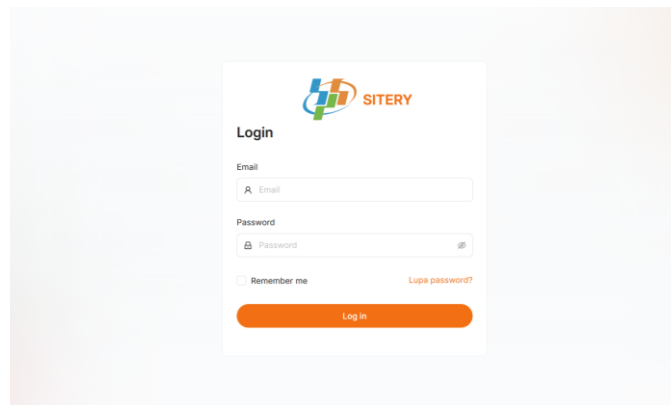 SITERY
Login
Email
Email
Password
Password
Remember me Lupa password?
Log in